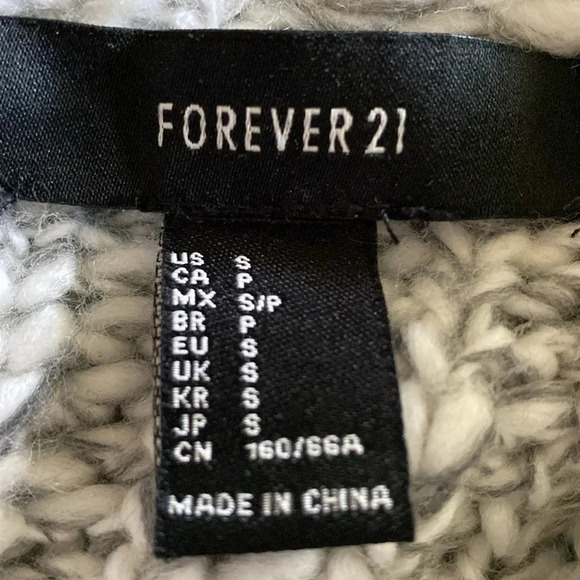 FOREVER 21
US S
CA P
MX S/P
BR P
EU S
UK S
KR S
JP S
CN 160/66A
MADE IN CHINA